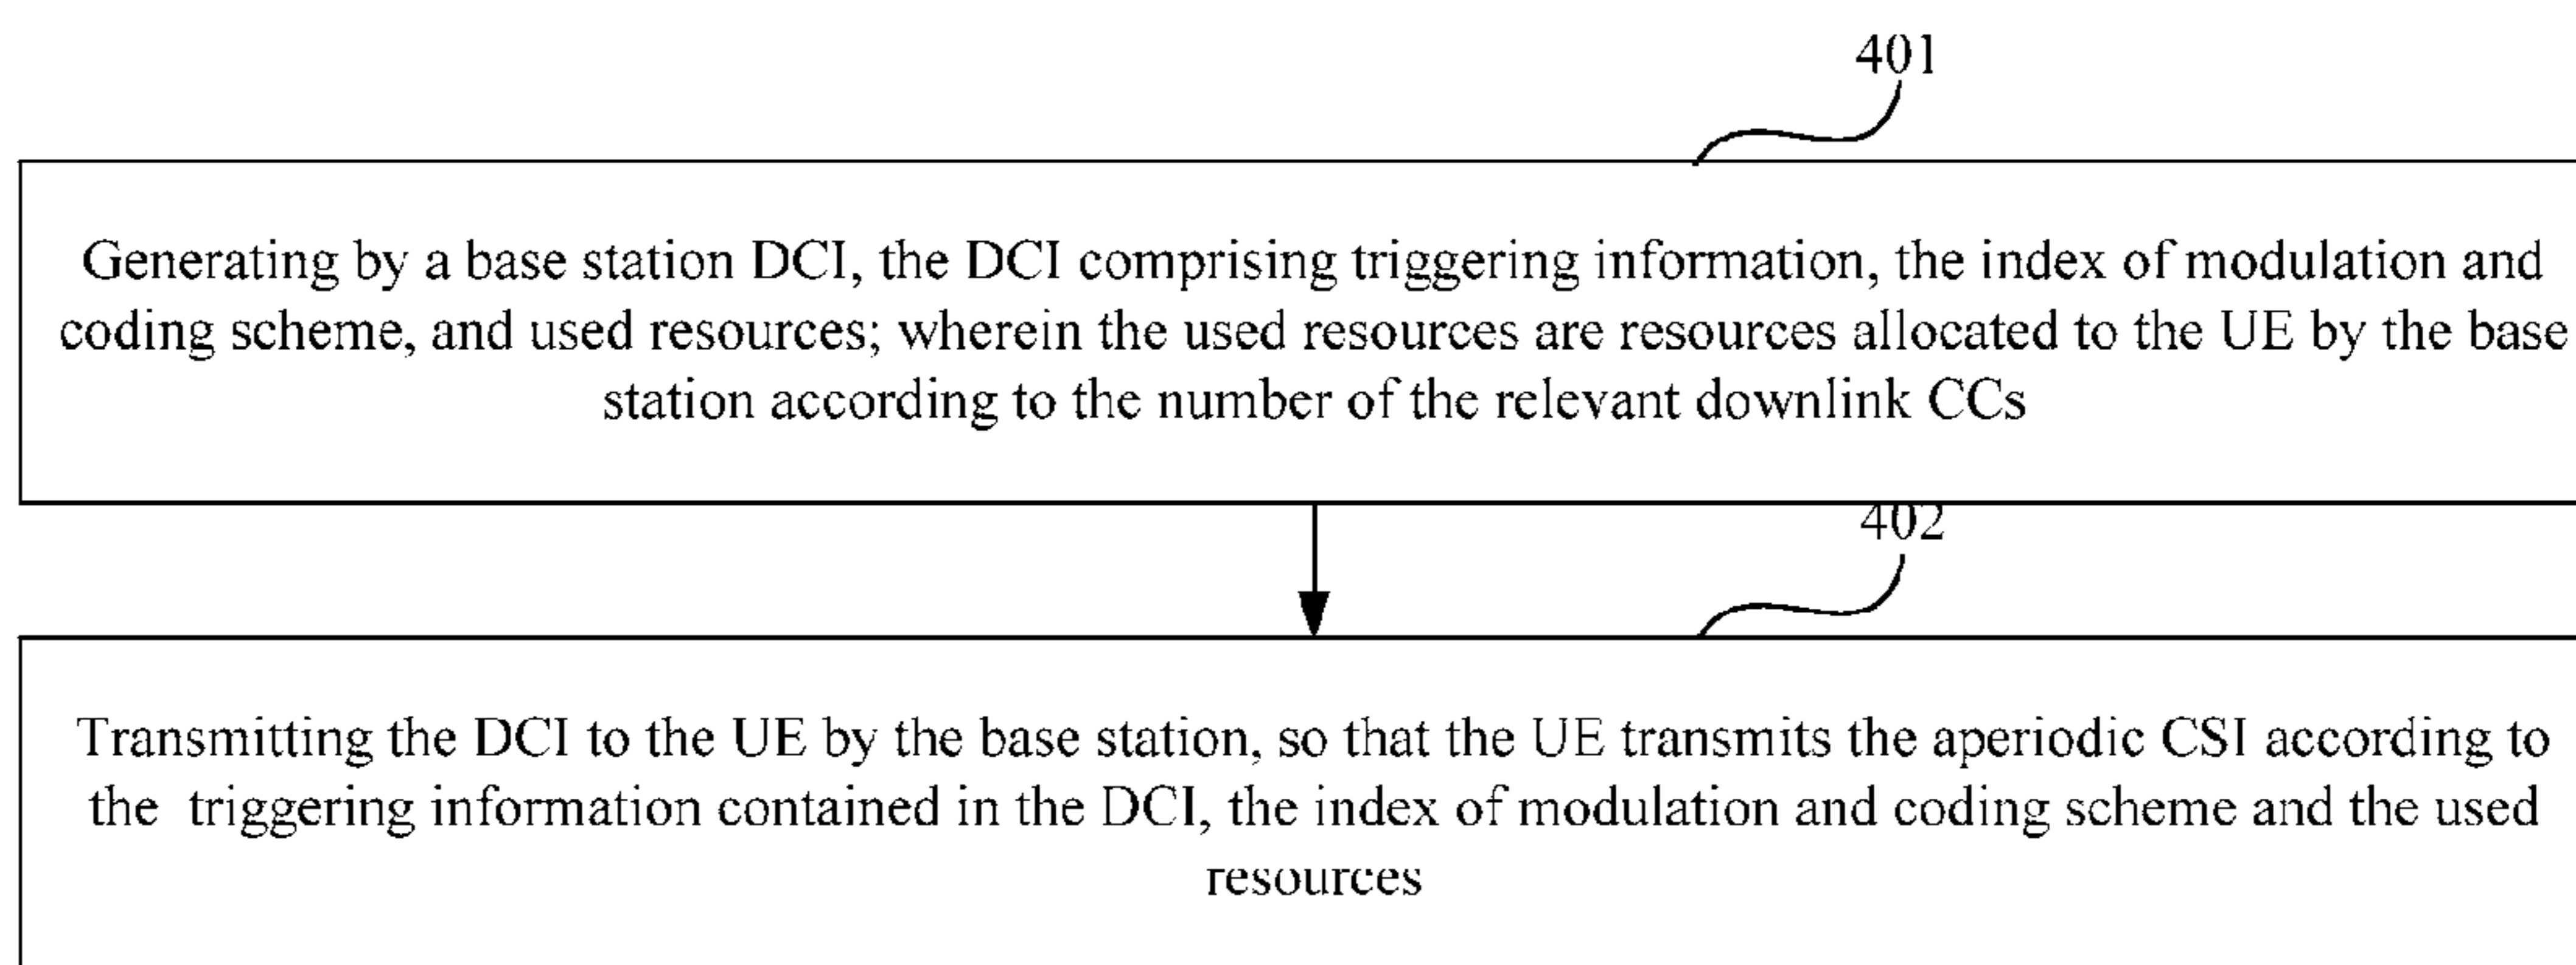 401
Generating by a base station DCI, the DCI comprising triggering information, the index of modulation and
coding scheme, and used resources; wherein the used resources are resources allocated to the UE by the base
station according to the number of the relevant downlink CCs
402
Transmitting the DCI to the UE by the base station, so that the UE transmits the aperiodic CSI according to
the triggering information contained in the DCI, the index of modulation and coding scheme and the used
resources